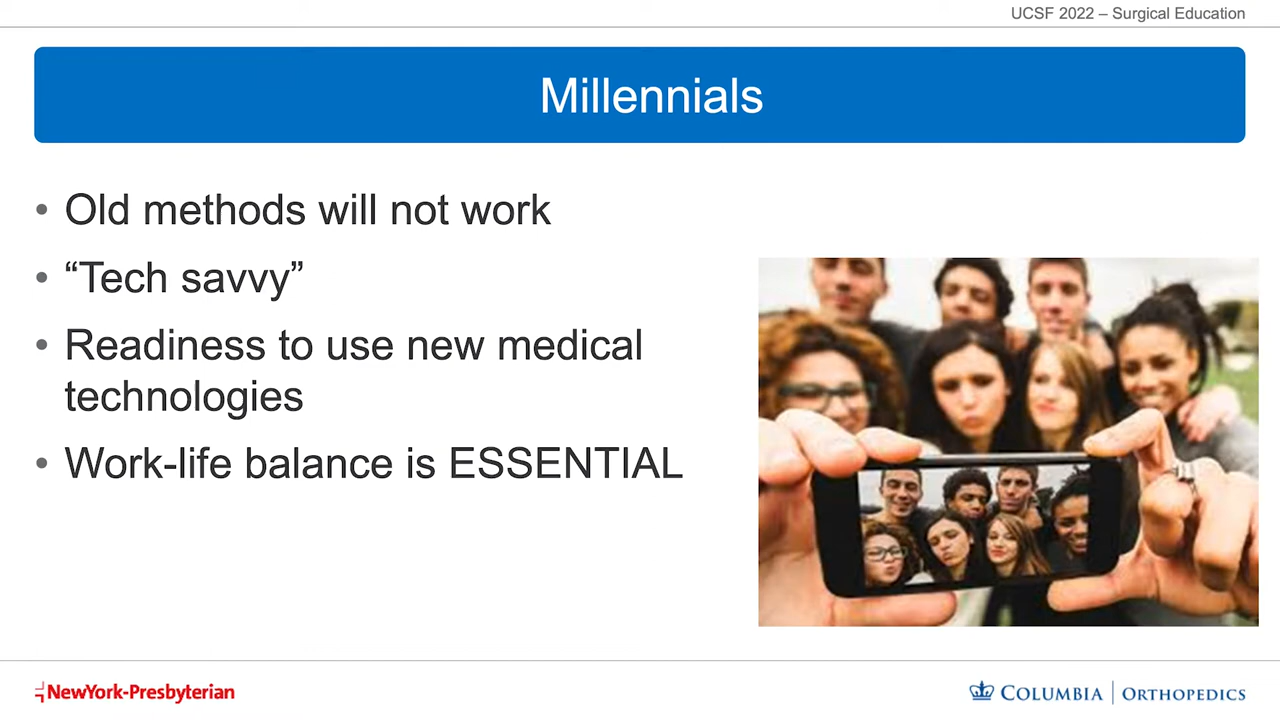 UCSF 2022 – Surgical Education
Millennials
• Old methods will not work
• “Tech savvy”
• Readiness to use new medical
technologies
• Work-life balance is ESSENTIAL
NewYork-Presbyterian
COLUMBIA | ORTHOPEDICS